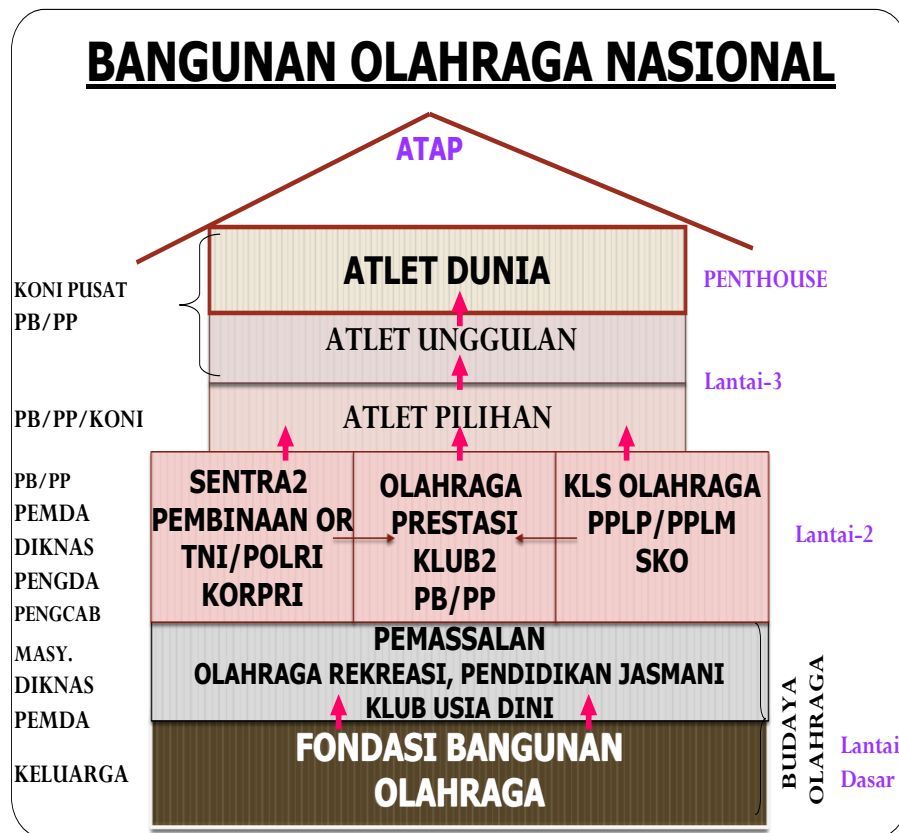 BANGUNAN OLAHRAGA NASIONAL
ATAP
ATLET DUNIA
PENTHOUSE
KONI PUSAT
PB/PP
ATLET UNGGULAN
Lantai-3
PB/PP/KONI
ATLET PILIHAN
PB/PP
PEMDA
DIKNAS
PENGDA
PENGCAB
SENTRA2
PEMBINAAN OR
TNI/POLRI
KORPRI
OLAHRAGA
PRESTASI
KLUB2
PB/PP
KLS OLAHRAGA
PPLP/PPLM
SKO
Lantai-2
MASY.
DIKNAS
PEMDA
PEMASSALAN
OLAHRAGA REKREASI, PENDIDIKAN JASMANI
KLUB USIA DINI
KELUARGA
FONDASI BANGUNAN
OLAHRAGA
BUDAYA
OLAHRAGA
Lantai
Dasar